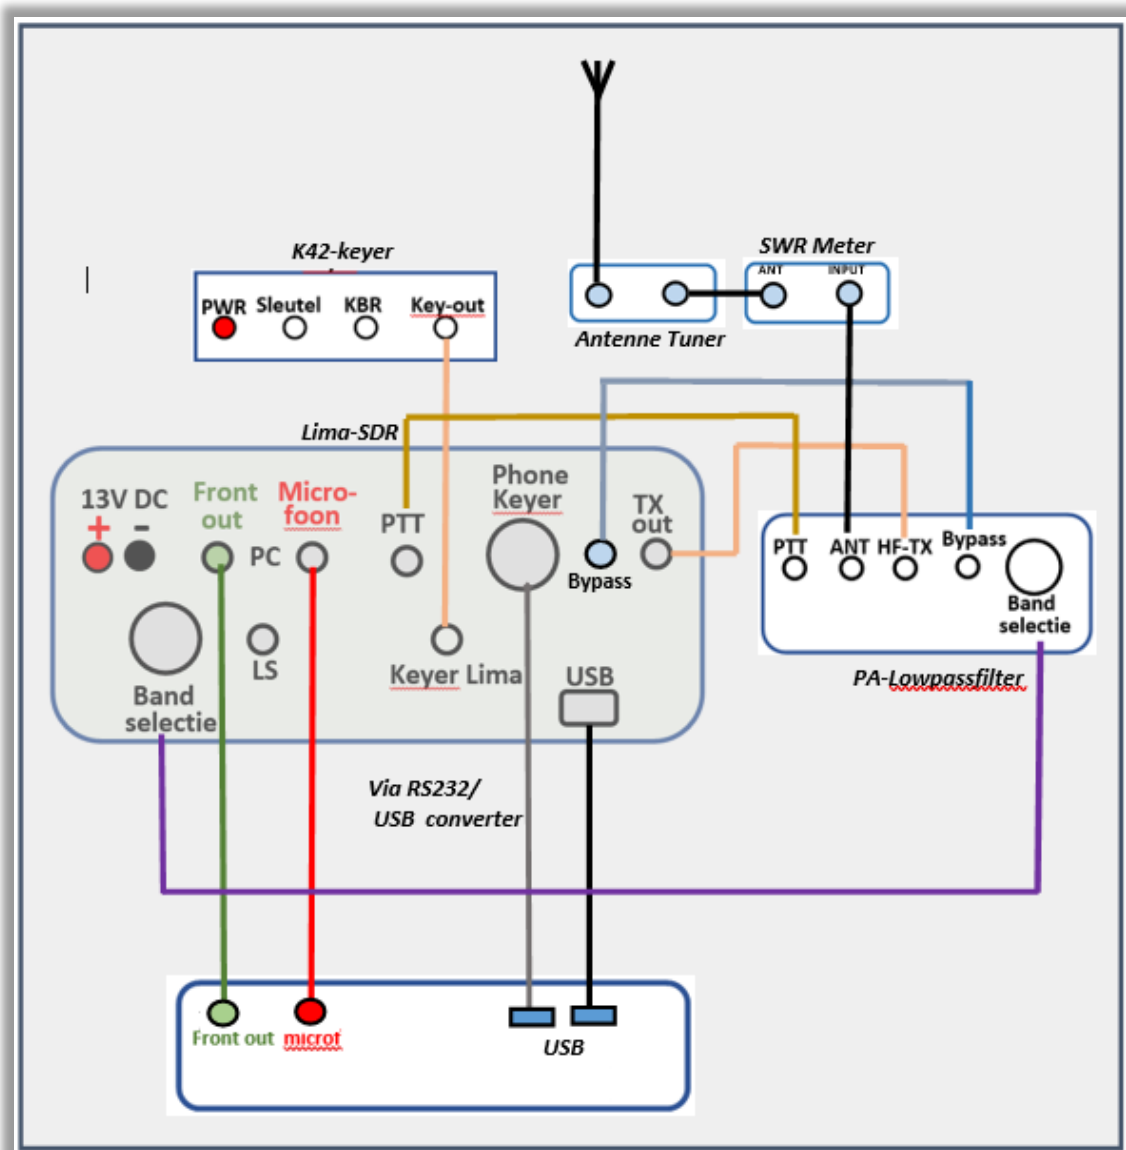 K42-keyer
PWR Sleutel KBR Key-out
SWR Meter
ANT INPUT
Antenne Tuner
Lima-SDR
13V DC
+ -
Front
out
PC
Micro-
foon
PTT
Phone
Keyer
Bypass
TX
out
LS
Keyer Lima
USB
Band
selectie
PTT ANT HF-TX Bypass
Band
selectie
PA-Lowpassfilter
Via RS232/
USB converter
Front out microf
USB